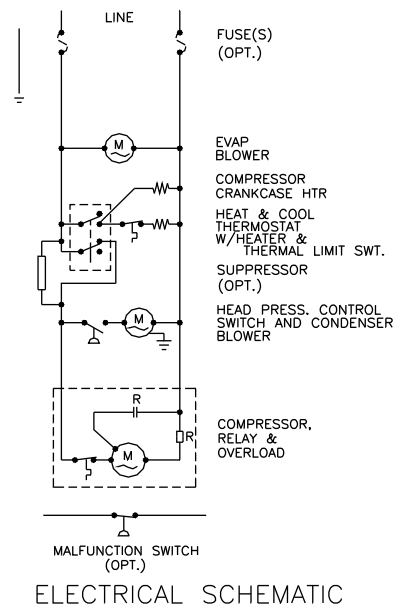 LINE
FUSE(S)
(OPT.)
M
EVAP
BLOWER
COMPRESSOR
CRANKCASE HTR
HEAT & COOL
THERMOSTAT
W/HEATER &
THERMAL LIMIT SWT.
SUPPRESSOR
(OPT.)
M
HEAD PRESS. CONTROL
SWITCH AND CONDENSER
BLOWER
R
R
M
COMPRESSOR,
RELAY &
OVERLOAD
MALFUNCTION SWITCH
(OPT.)
ELECTRICAL SCHEMATIC